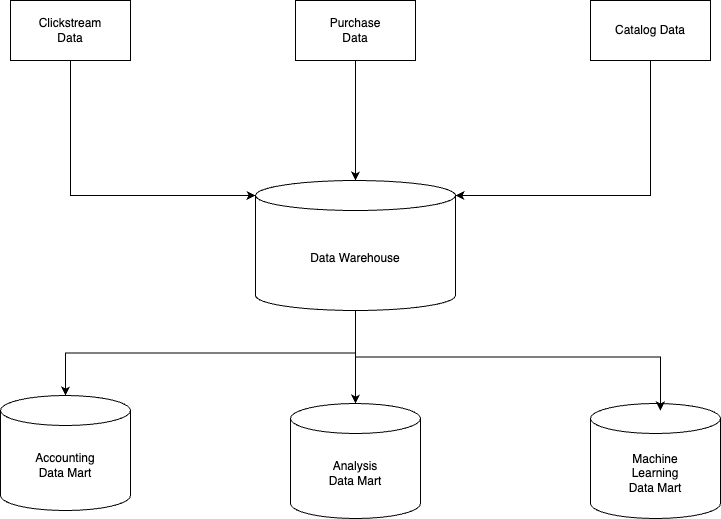 Clickstream
Data
Purchase
Data
Catalog Data
Data Warehouse
Accounting
Data Mart
Analysis
Data Mart
Machine
Learning
Data Mart